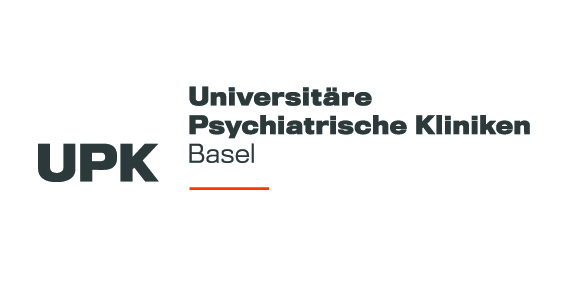 Universitäre
Psychiatrische Kliniken
UPK Basel